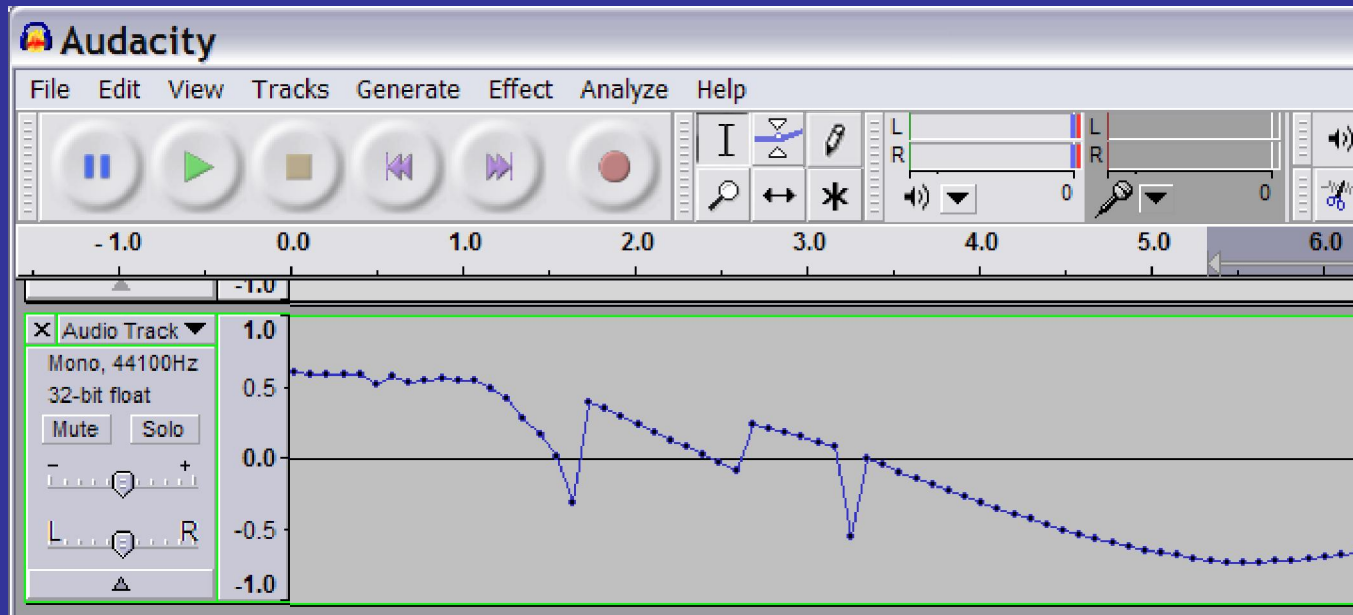 Audacity
File Edit View Tracks Generate Effect Analyze Help
L L
R R
0 0
- 1.0 0.0 1.0 2.0 3.0 4.0 5.0 6.0
-1.0
Audio Track 1.0
Mono, 44100Hz
32-bit float 0.5
Mute Solo
- + 0.0
L R -0.5
-1.0